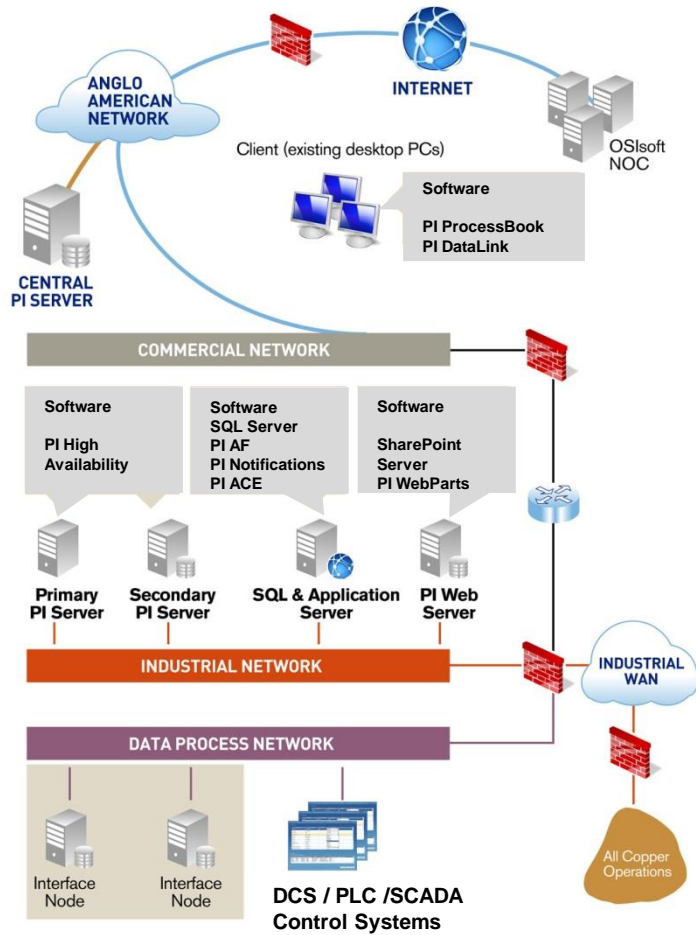 ANGLO
AMERICAN
NETWORK
INTERNET
OSIsoft
NOC
Client (existing desktop PCs)
Software
PI ProcessBook
PI DataLink
CENTRAL
PI SERVER
COMMERCIAL NETWORK
Software
PI High
Availability
Software
SQL Server
PI AF
PI Notifications
PI ACE
Software
SharePoint
Server
PI WebParts
Primary
PI Server
Secondary
PI Server
SQL & Application
Server
PI Web
Server
INDUSTRIAL NETWORK
INDUSTRIAL
WAN
DATA PROCESS NETWORK
Interface
Node
Interface
Node
DCS / PLC /SCADA
Control Systems
All Copper
Operations